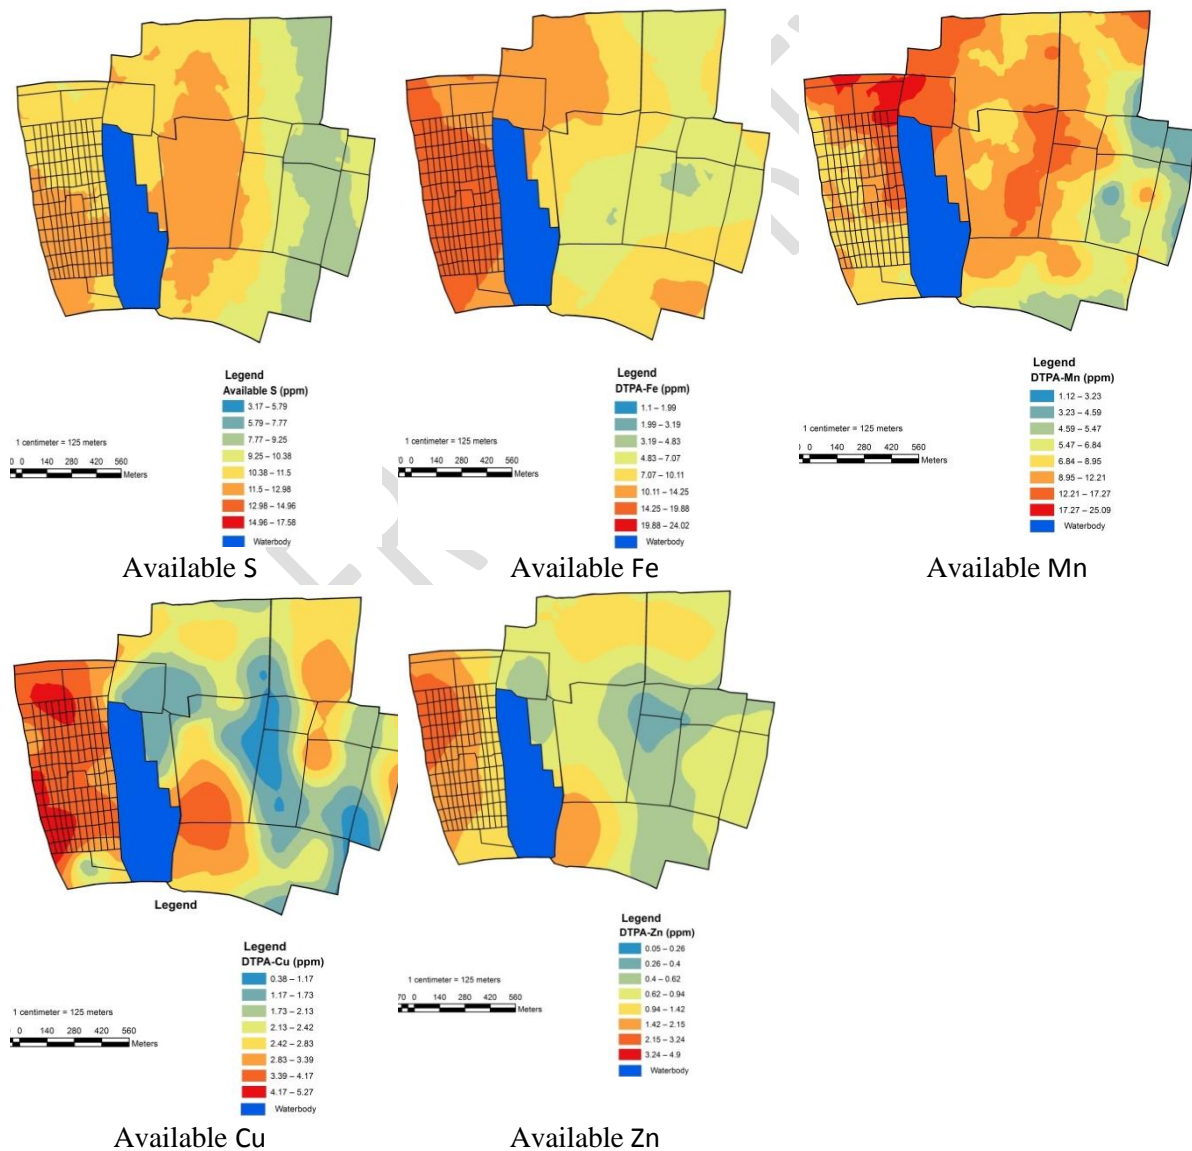 Legend
Available S (ppm)
3.17 – 5.79
5.79 – 7.77
7.77 – 9.25
9.25 – 10.38
10.38 – 11.5
11.5 – 12.98
12.98 – 14.96
14.96 – 17.58
Waterbody
1 centimeter = 125 meters
0 0 140 280 420 560
Meters
Available S
Legend
DTPA-Fe (ppm)
1.1 – 1.99
1.99 – 3.19
3.19 – 4.83
4.83 – 7.07
7.07 – 10.11
10.11 – 14.25
14.25 – 19.88
19.88 – 24.02
Waterbody
1 centimeter = 125 meters
0 0 140 280 420 560
Meters
Available Fe
Legend
DTPA-Mn (ppm)
1.12 – 3.23
3.23 – 4.59
4.59 – 5.47
5.47 – 6.84
6.84 – 8.95
8.95 – 12.21
12.21 – 17.27
17.27 – 25.09
Waterbody
1 centimeter = 125 meters
0 0 140 280 420 560
Meters
Available Mn
Legend
Legend
DTPA-Cu (ppm)
0.38 – 1.17
1.17 – 1.73
1.73 – 2.13
2.13 – 2.42
2.42 – 2.83
2.83 – 3.39
3.39 – 4.17
4.17 – 5.27
Waterbody
1 centimeter = 125 meters
0 0 140 280 420 560
Meters
Available Cu
Legend
DTPA-Zn (ppm)
0.05 – 0.26
0.26 – 0.4
0.4 – 0.62
0.62 – 0.94
0.94 – 1.42
1.42 – 2.15
2.15 – 3.24
3.24 – 4.9
Waterbody
1 centimeter = 125 meters
70 0 140 280 420 560
Meters
Available Zn